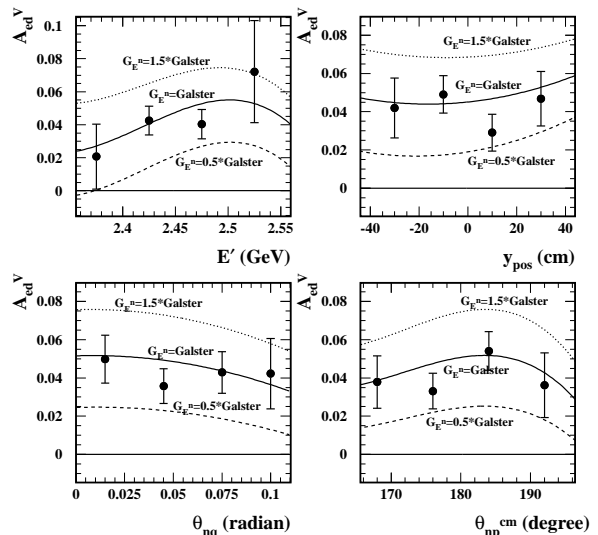 A_ed^V
0.1
0.08
0.06
0.04
0.02
0
G_E^n=1.5*Galster
G_E^n=Galster
G_E^n=0.5*Galster
2.4 2.45 2.5 2.55
E′ (GeV)
A_ed^V
0.08
0.06
0.04
0.02
0
G_E^n=1.5*Galster
G_E^n=Galster
G_E^n=0.5*Galster
-40 -20 0 20 40
y_pos (cm)
A_ed^V
0.08
0.06
0.04
0.02
0
G_E^n=1.5*Galster
G_E^n=Galster
G_E^n=0.5*Galster
0 0.025 0.05 0.075 0.1
θ_nq (radian)
A_ed^V
0.08
0.06
0.04
0.02
0
G_E^n=1.5*Galster
G_E^n=Galster
G_E^n=0.5*Galster
170 180 190
θ_np^cm (degree)